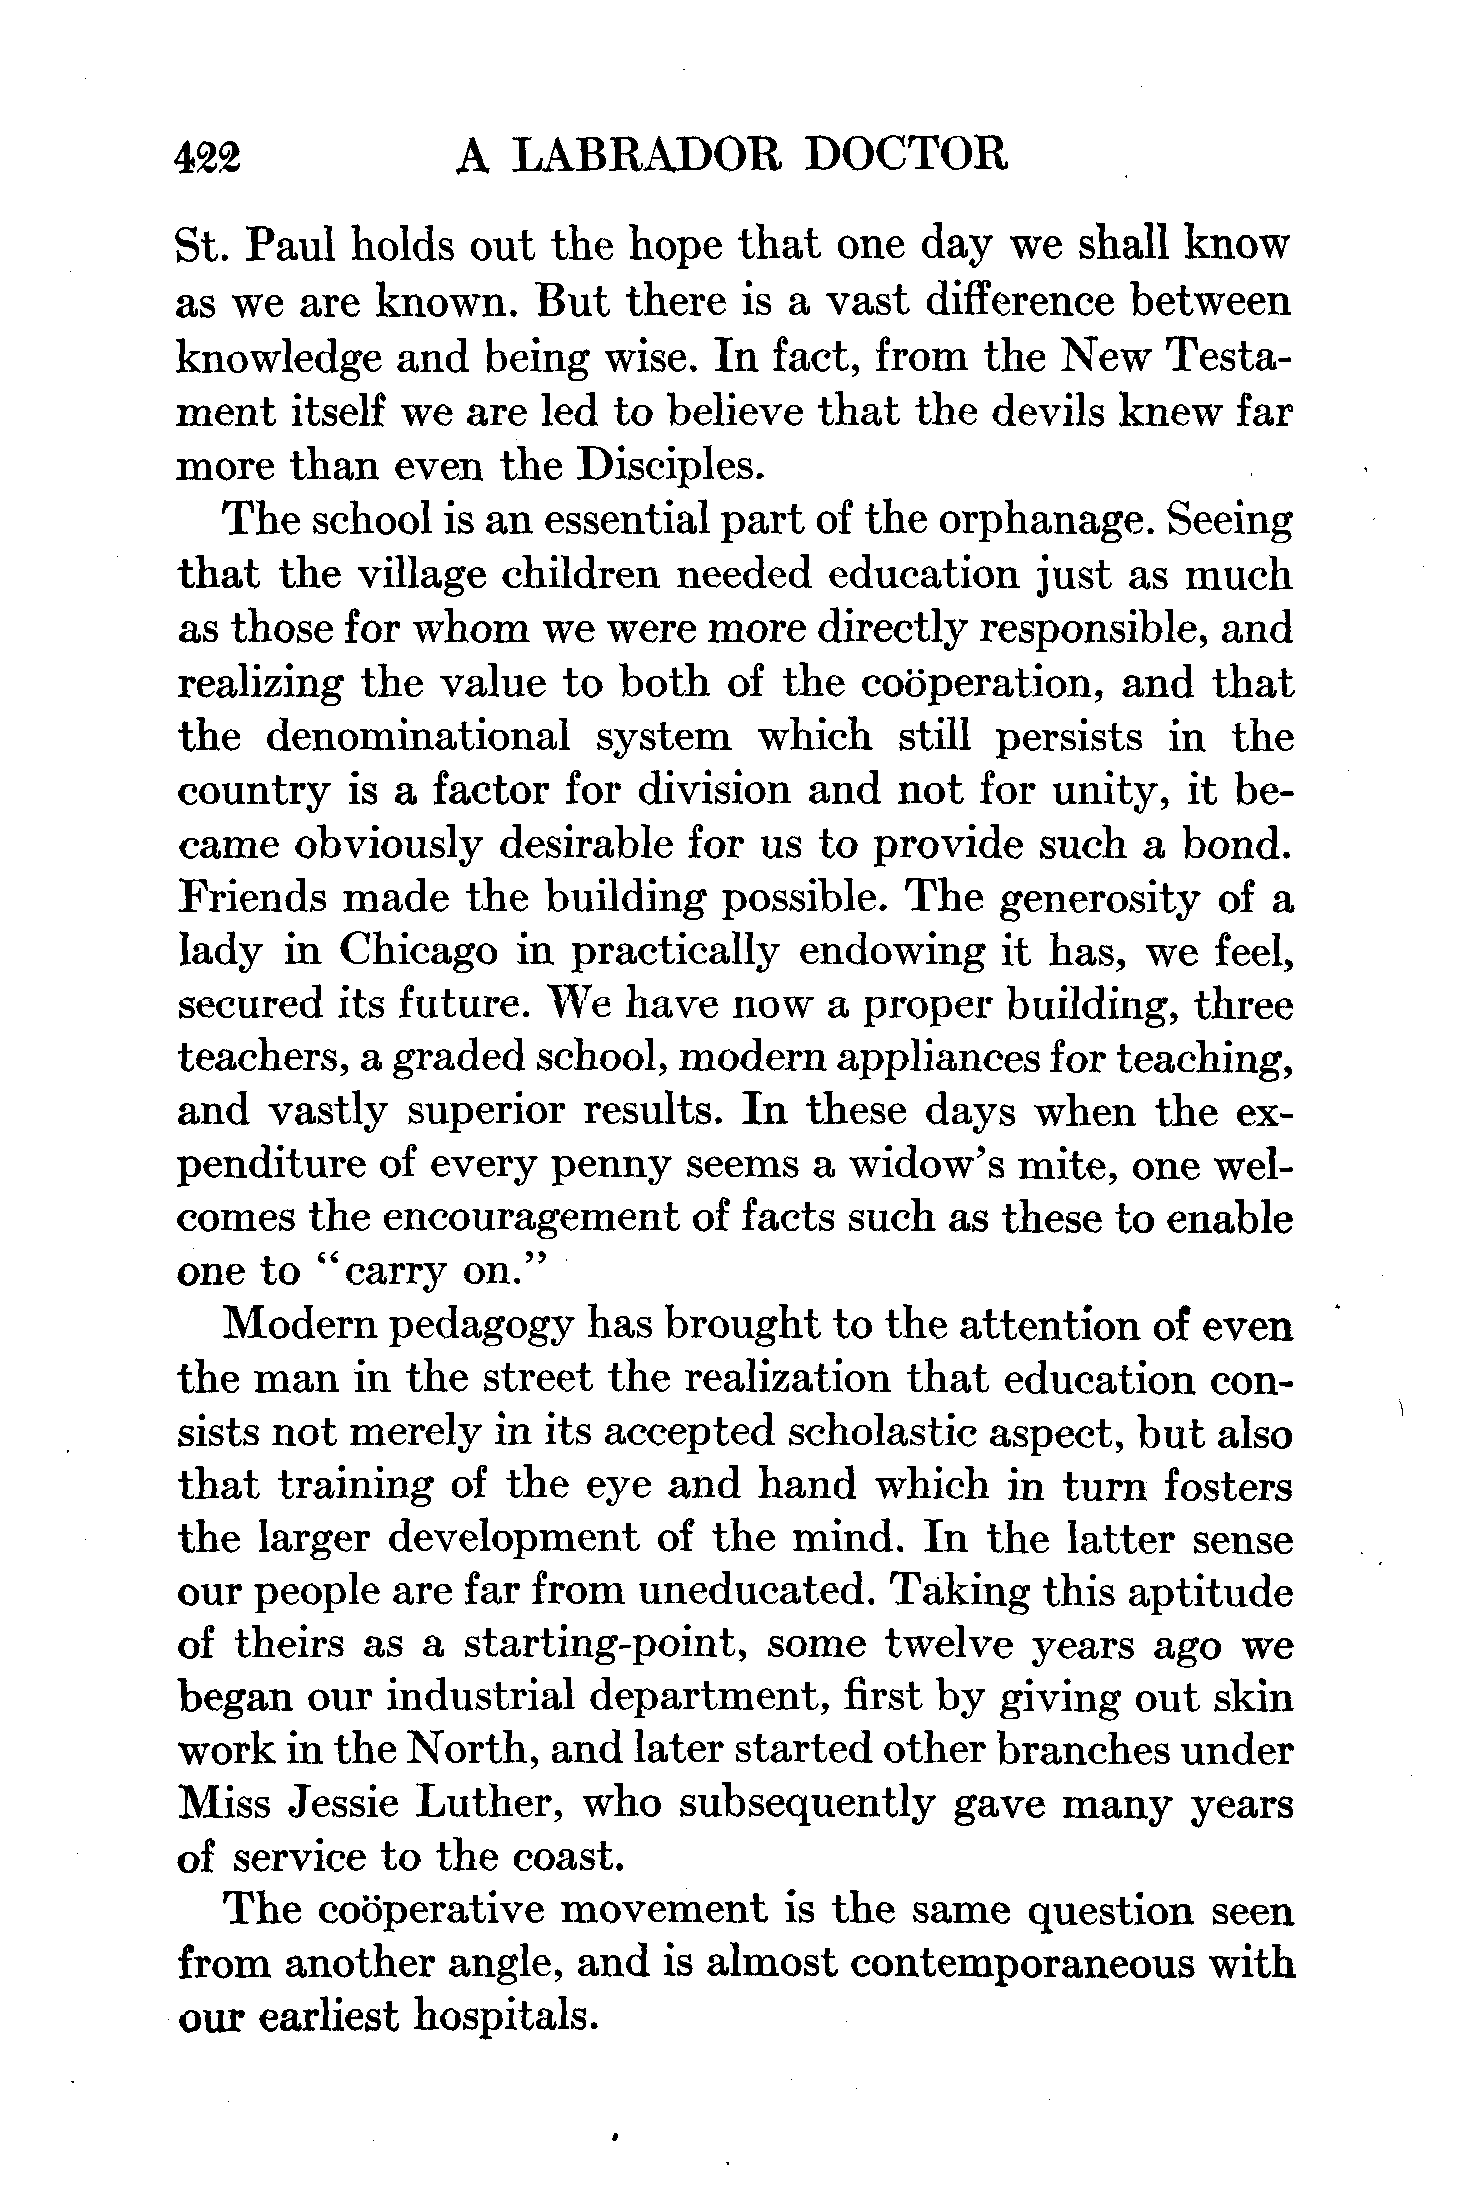 422 A LABRADOR DOCTOR
St. Paul holds out the hope that one day we shall know
as we are known. But there is a vast difference between
knowledge and being wise. In fact, from the New Testa-
ment itself we are led to believe that the devils knew far
more than even the Disciples.
The school is an essential part of the orphanage. Seeing
that the village children needed education just as much
as those for whom we were more directly responsible, and
realizing the value to both of the coöperation, and that
the denominational system which still persists in the
country is a factor for division and not for unity, it be-
came obviously desirable for us to provide such a bond.
Friends made the building possible. The generosity of a
lady in Chicago in practically endowing it has, we feel,
secured its future. We have now a proper building, three
teachers, a graded school, modern appliances for teaching,
and vastly superior results. In these days when the ex-
penditure of every penny seems a widow's mite, one wel-
comes the encouragement of facts such as these to enable
one to "carry on."
Modern pedagogy has brought to the attention of even
the man in the street the realization that education con-
sists not merely in its accepted scholastic aspect, but also
that training of the eye and hand which in turn fosters
the larger development of the mind. In the latter sense
our people are far from uneducated. Taking this aptitude
of theirs as a starting-point, some twelve years ago we
began our industrial department, first by giving out skin
work in the North, and later started other branches under
Miss Jessie Luther, who subsequently gave many years
of service to the coast.
The coöperative movement is the same question seen
from another angle, and is almost contemporaneous with
our earliest hospitals.